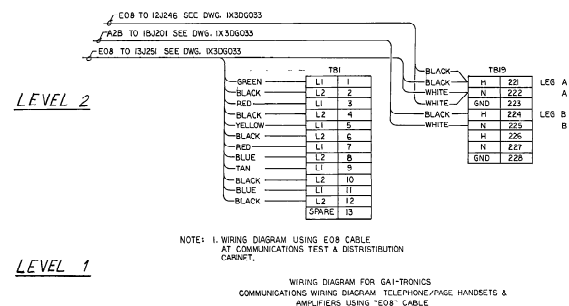 E08 TO 12J246 SEE DWG. 1X3DG033
A2B TO 1BJ201 SEE DWG. 1X3DG033
E08 TO 13J251 SEE DWG. 1X3DG033
TB1
TB19
GREEN L1 1
BLACK L2 2
RED L1 3
BLACK L2 4
YELLOW L1 5
BLACK L2 6
RED L1 7
BLUE L2 8
TAN L1 9
BLACK L2 10
BLUE L1 11
BLACK L2 12
SPARE 13
BLACK
BLACK H 221 LEG A
WHITE N 222 A
WHITE GND 223
BLACK H 224 LEG B
WHITE N 225 B
H 226
N 227
GND 228
LEVEL 2
NOTE: 1. WIRING DIAGRAM USING E08 CABLE
AT COMMUNICATIONS TEST & DISTRISTIBUTION
CABINET.
LEVEL 1
WIRING DIAGRAM FOR GAI-TRONICS
COMMUNICATIONS WIRING DIAGRAM TELEPHONE/PAGE HANDSETS &
AMPLIFIERS USING "E08" CABLE